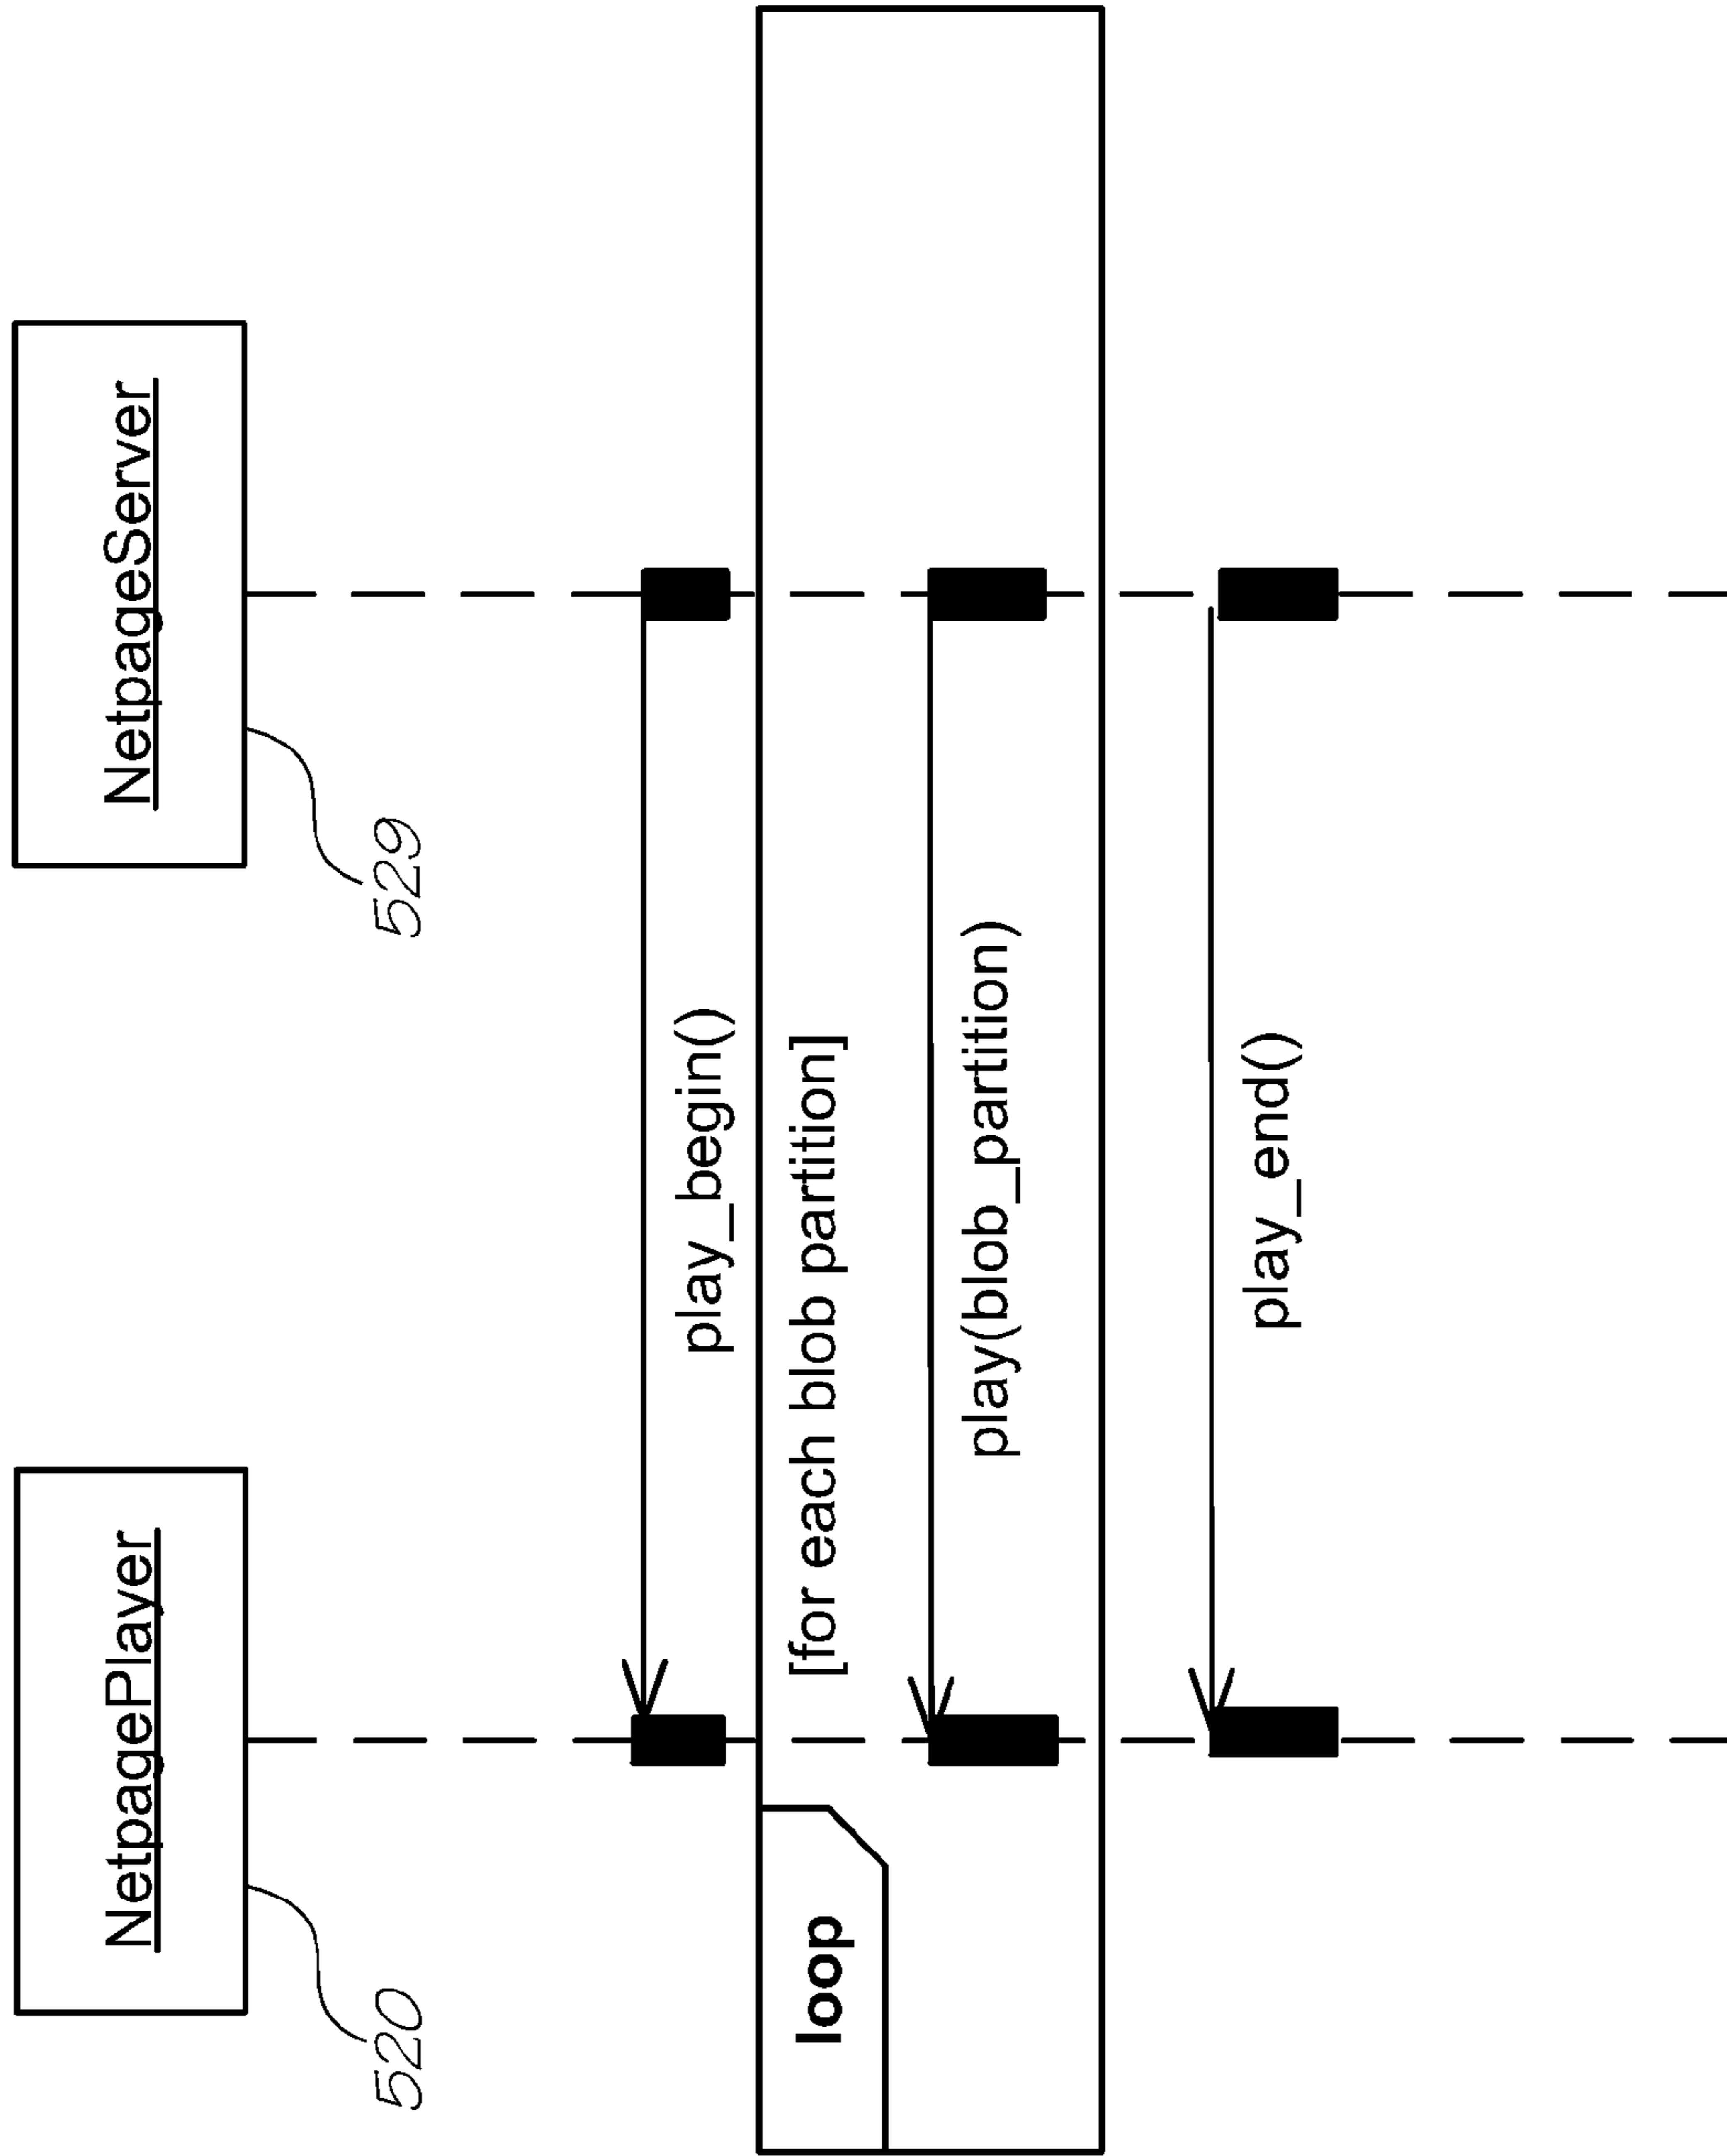 NetpagePlayer
NetpageServer
520
529
play_begin()
loop
[for each blob partition]
play(blob_partition)
play_end()